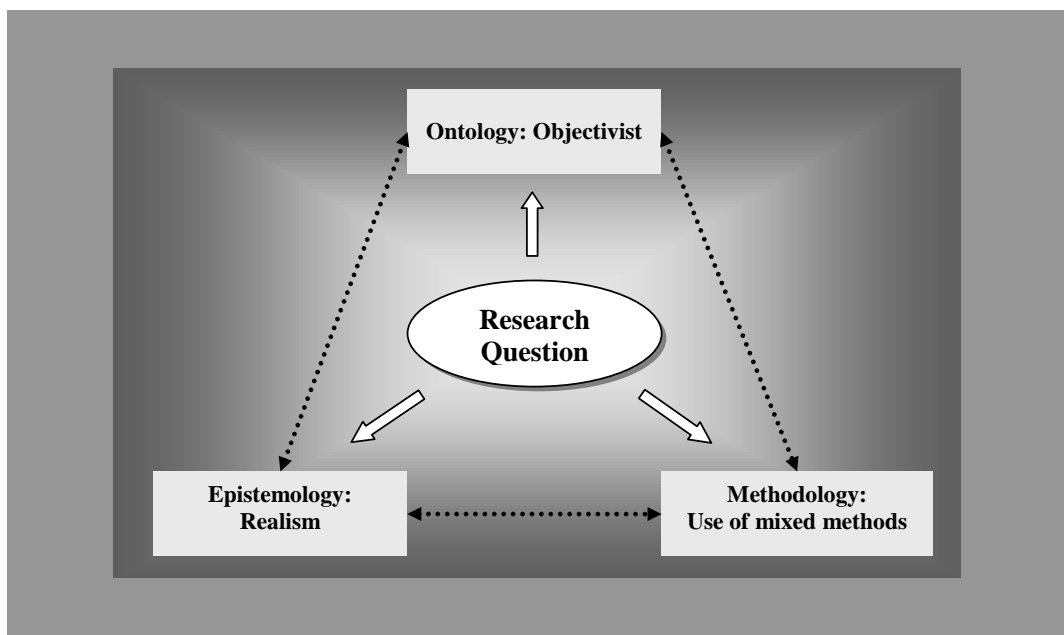 Ontology: Objectivist
Research
Question
Epistemology:
Realism
Methodology:
Use of mixed methods